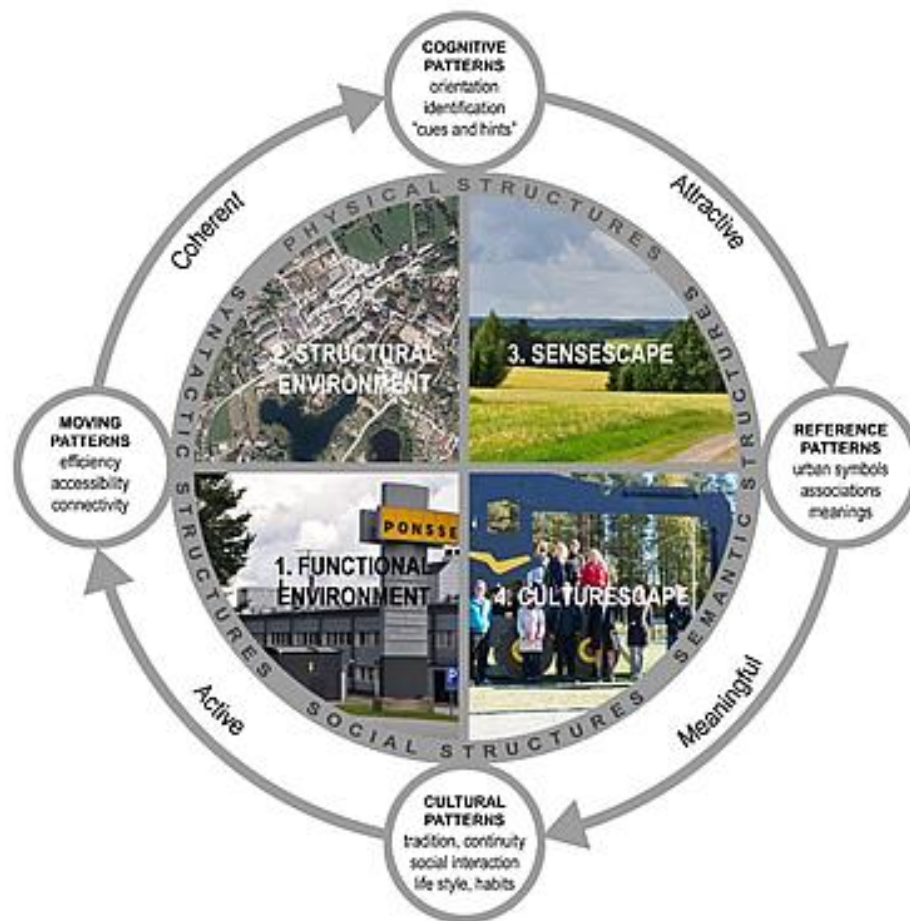 COGNITIVE
PATTERNS
orientation
identification
"cues and hints"
Coherent
Attractive
PHYSICAL STRUCTURES
SYNTACTIC STRUCTURES
SEMANTIC STRUCTURES
SOCIAL STRUCTURES
2. STRUCTURAL
ENVIRONMENT
3. SENSESCAPE
MOVING
PATTERNS
efficiency
accessibility
connectivity
REFERENCE
PATTERNS
urban symbols
associations
meanings
PONSSE
1. FUNCTIONAL
ENVIRONMENT
4. CULTURESCAPE
P
Active
Meaningful
CULTURAL
PATTERNS
tradition, continuity
social interaction
life style, habits